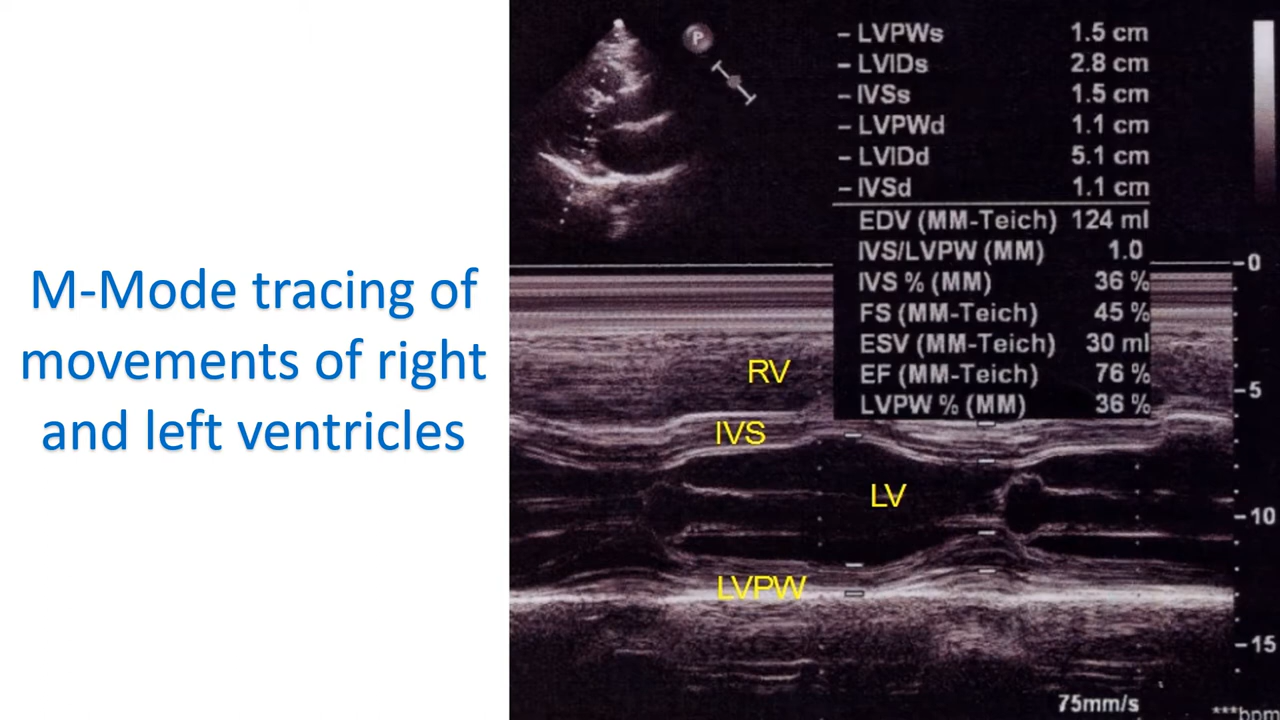 M-Mode tracing of
movements of right
and left ventricles
P
– LVPWs 1.5 cm
– LVIDs 2.8 cm
– IVSs 1.5 cm
– LVPWd 1.1 cm
– LVIDd 5.1 cm
– IVSd 1.1 cm
EDV (MM-Teich) 124 ml
IVS/LVPW (MM) 1.0
IVS % (MM) 36 %
FS (MM-Teich) 45 %
ESV (MM-Teich) 30 ml
EF (MM-Teich) 76 %
LVPW % (MM) 36 %
0
RV
5
IVS
LV
10
LVPW
15
75mm/s
***bpm